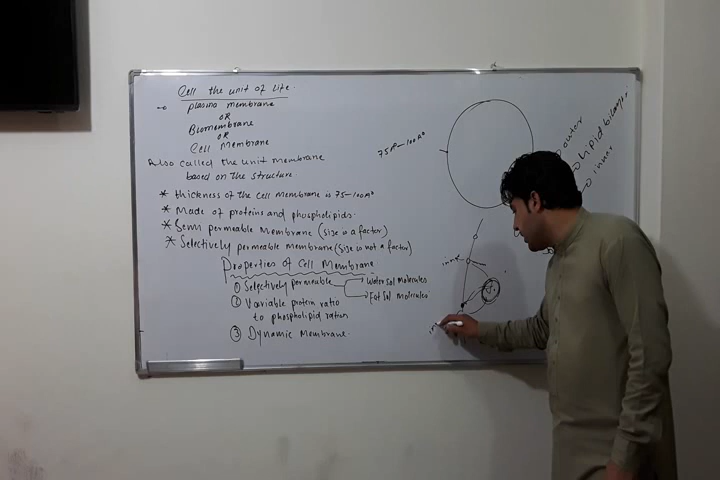 Cell the unit of Life.
→ plasma membrane
OR
Biomembrane
OR
Cell Membrane
Also called the unit membrane
based on the structure.
* thickness of the cell membrane is 75-100A°
* Made of proteins and phospholipids.
* Semi permeable Membrane (size is a factor)
* Selectively permeable membrane (size is not a factor)
Properties of Cell Membrane
① Selectively permeable
Water Sol molecules
Fat Sol molecules
② Variable protein ratio
to phospholipid ration
③ Dynamic Membrane.
75A°-100A°
outer
Lipid bilayer
inner